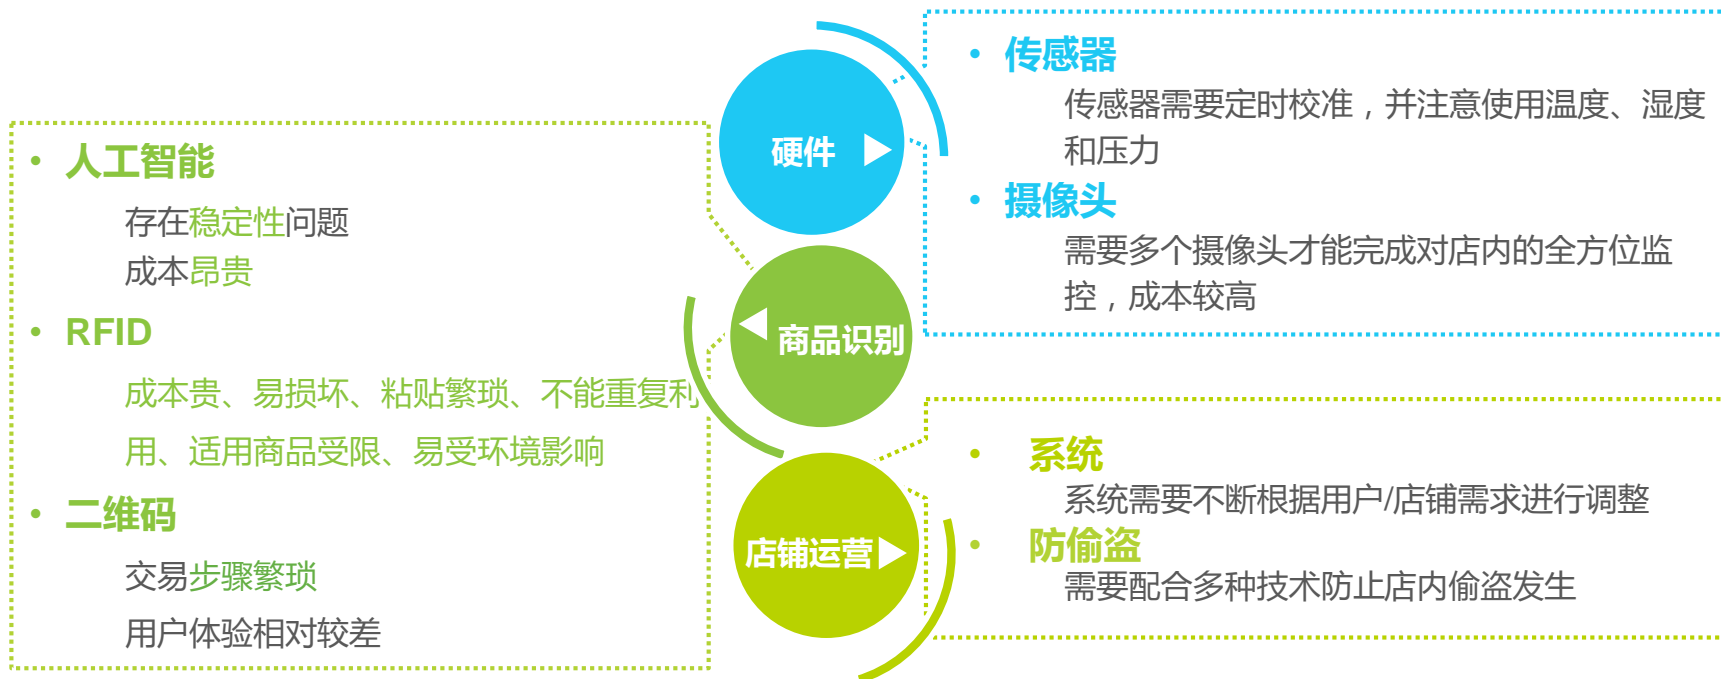 硬件
• 传感器
传感器需要定时校准，并注意使用温度、湿度
和压力
• 摄像头
需要多个摄像头才能完成对店内的全方位监
控，成本较高
商品识别
• 人工智能
存在稳定性问题
成本昂贵
• RFID
成本贵、易损坏、粘贴繁琐、不能重复利
用、适用商品受限、易受环境影响
• 二维码
交易步骤繁琐
用户体验相对较差
店铺运营
• 系统
系统需要不断根据用户/店铺需求进行调整
• 防偷盗
需要配合多种技术防止店内偷盗发生